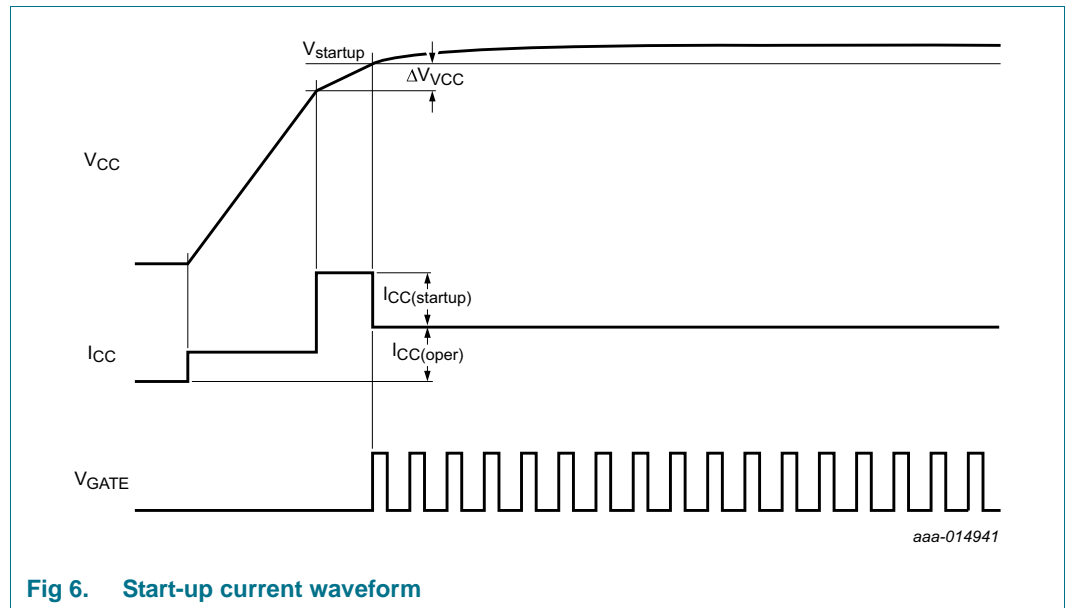 Vstartup
ΔVVCC
VCC
ICC(startup)
ICC
ICC(oper)
VGATE
aaa-014941
Fig 6. Start-up current waveform